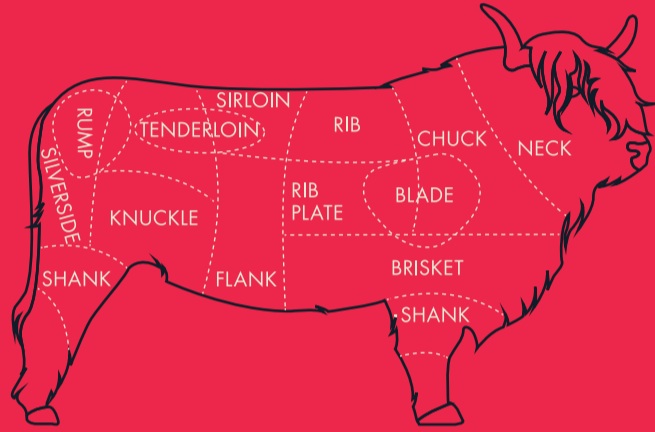 SIRLOIN
RUMP
TENDERLOIN
RIB
CHUCK
NECK
SILVERSIDE
KNUCKLE
RIB
PLATE
BLADE
SHANK
FLANK
BRISKET
SHANK